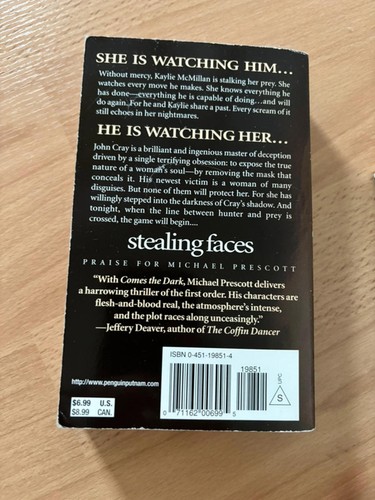 SHE IS WATCHING HIM...
Without mercy, Kaylie McMillan is stalking her prey. She
watches every move he makes. She knows everything he
has done—everything he is capable of doing...and will
do again. For he and Kaylie share a past. Every scream of it
still echoes in her nightmares.
HE IS WATCHING HER...
John Cray is a brilliant and ingenious master of deception
driven by a single terrifying obsession: to expose the true
nature of a woman's soul—by removing the mask that
conceals it. His newest victim is a woman of many
disguises. But none of them will protect her. For she has
willingly stepped into the darkness of Cray's shadow. And
tonight, when the line between hunter and prey is
crossed, the game will begin....
stealing faces
PRAISE FOR MICHAEL PRESCOTT
“With Comes the Dark, Michael Prescott delivers
a harrowing thriller of the first order. His characters are
flesh-and-blood real, the atmosphere's intense,
and the plot races along unceasingly.”
—Jeffery Deaver, author of The Coffin Dancer
ISBN 0-451-19851-4
19851
UPC
S
http://www.penguinputnam.com
$6.99 U.S.
$8.99 CAN.
0 71162 00699 5